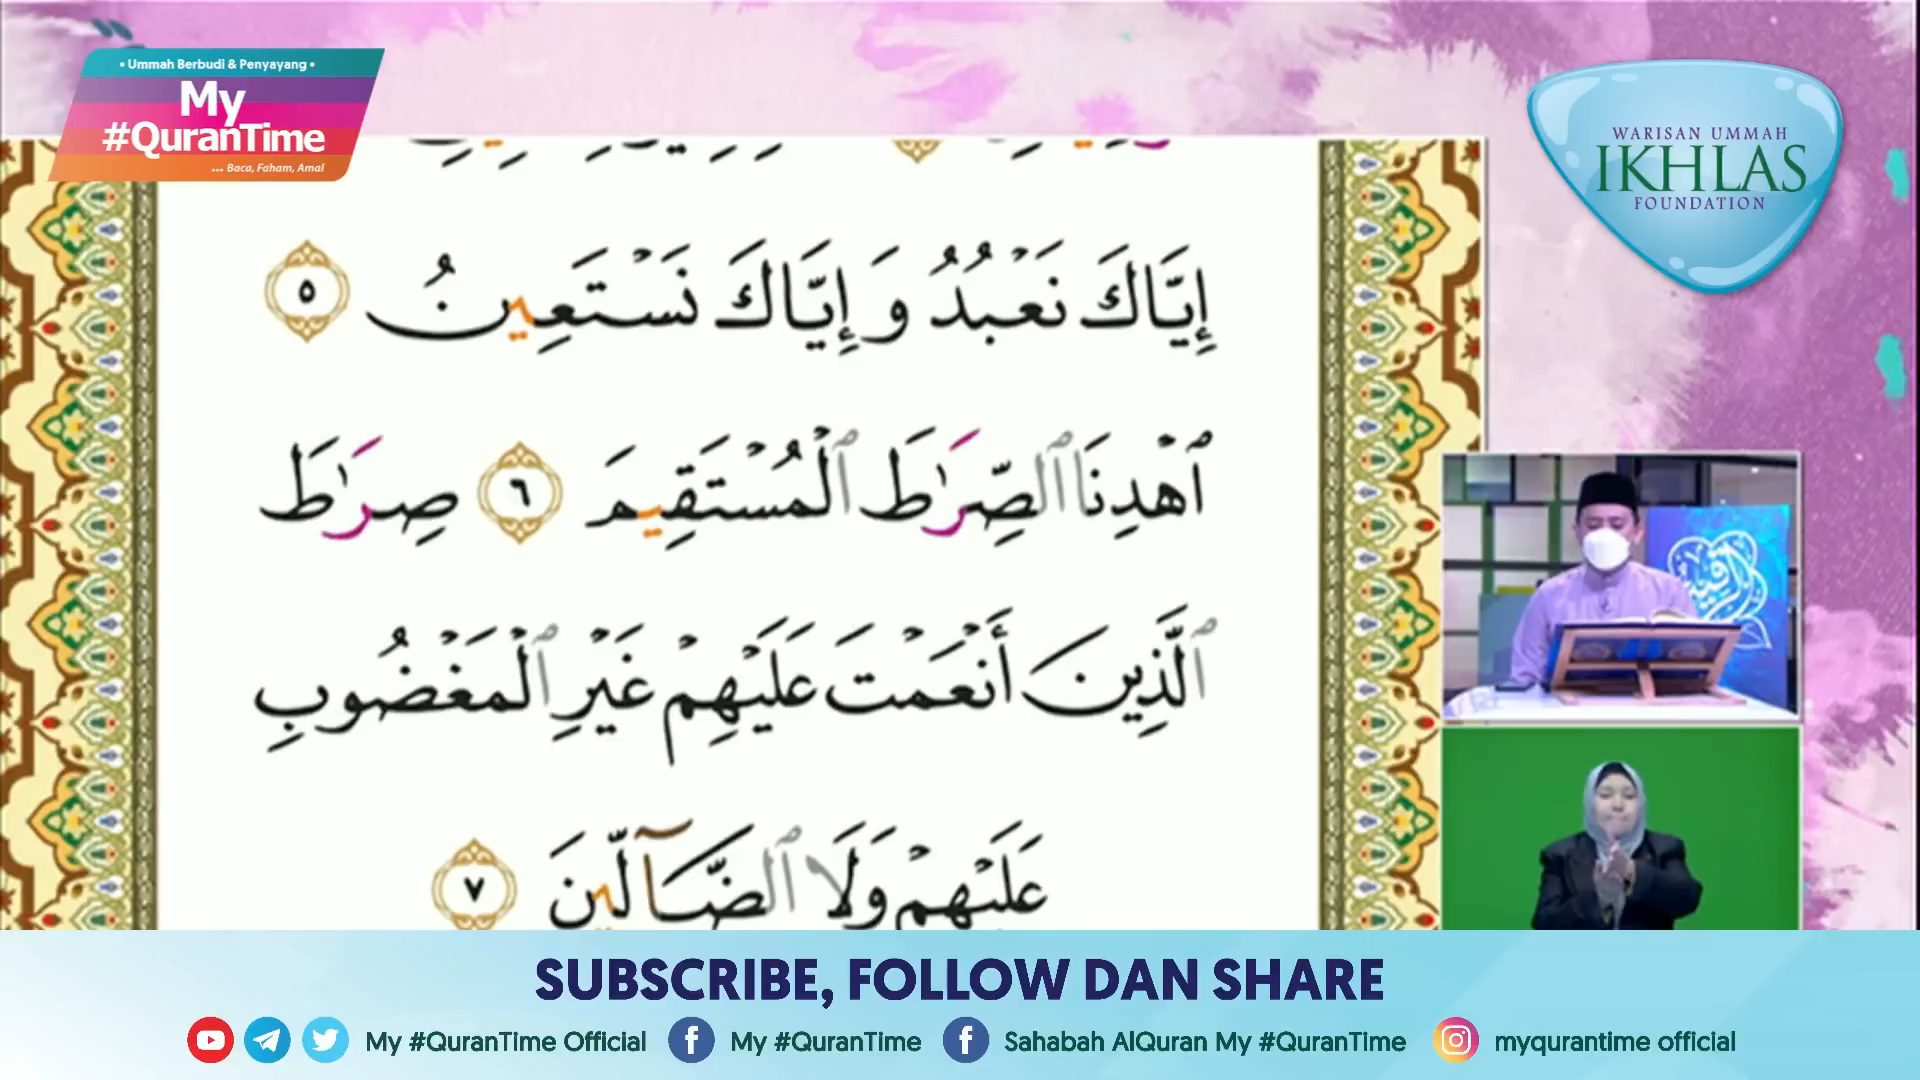 • Ummah Berbudi & Penyayang •
My
#QuranTime
... Baca, Faham, Amal
WARISAN UMMAH
IKHLAS
FOUNDATION
إِيَّاكَ نَعْبُدُ وَإِيَّاكَ نَسْتَعِينُ ٥
ٱهْدِنَا ٱلصِّرَٰطَ ٱلْمُسْتَقِيمَ ٦ صِرَٰطَ
ٱلَّذِينَ أَنْعَمْتَ عَلَيْهِمْ غَيْرِ ٱلْمَغْضُوبِ
عَلَيْهِمْ وَلَا ٱلضَّآلِّينَ ٧
SUBSCRIBE, FOLLOW DAN SHARE
My #QuranTime Official My #QuranTime Sahabah AlQuran My #QuranTime myqurantime official